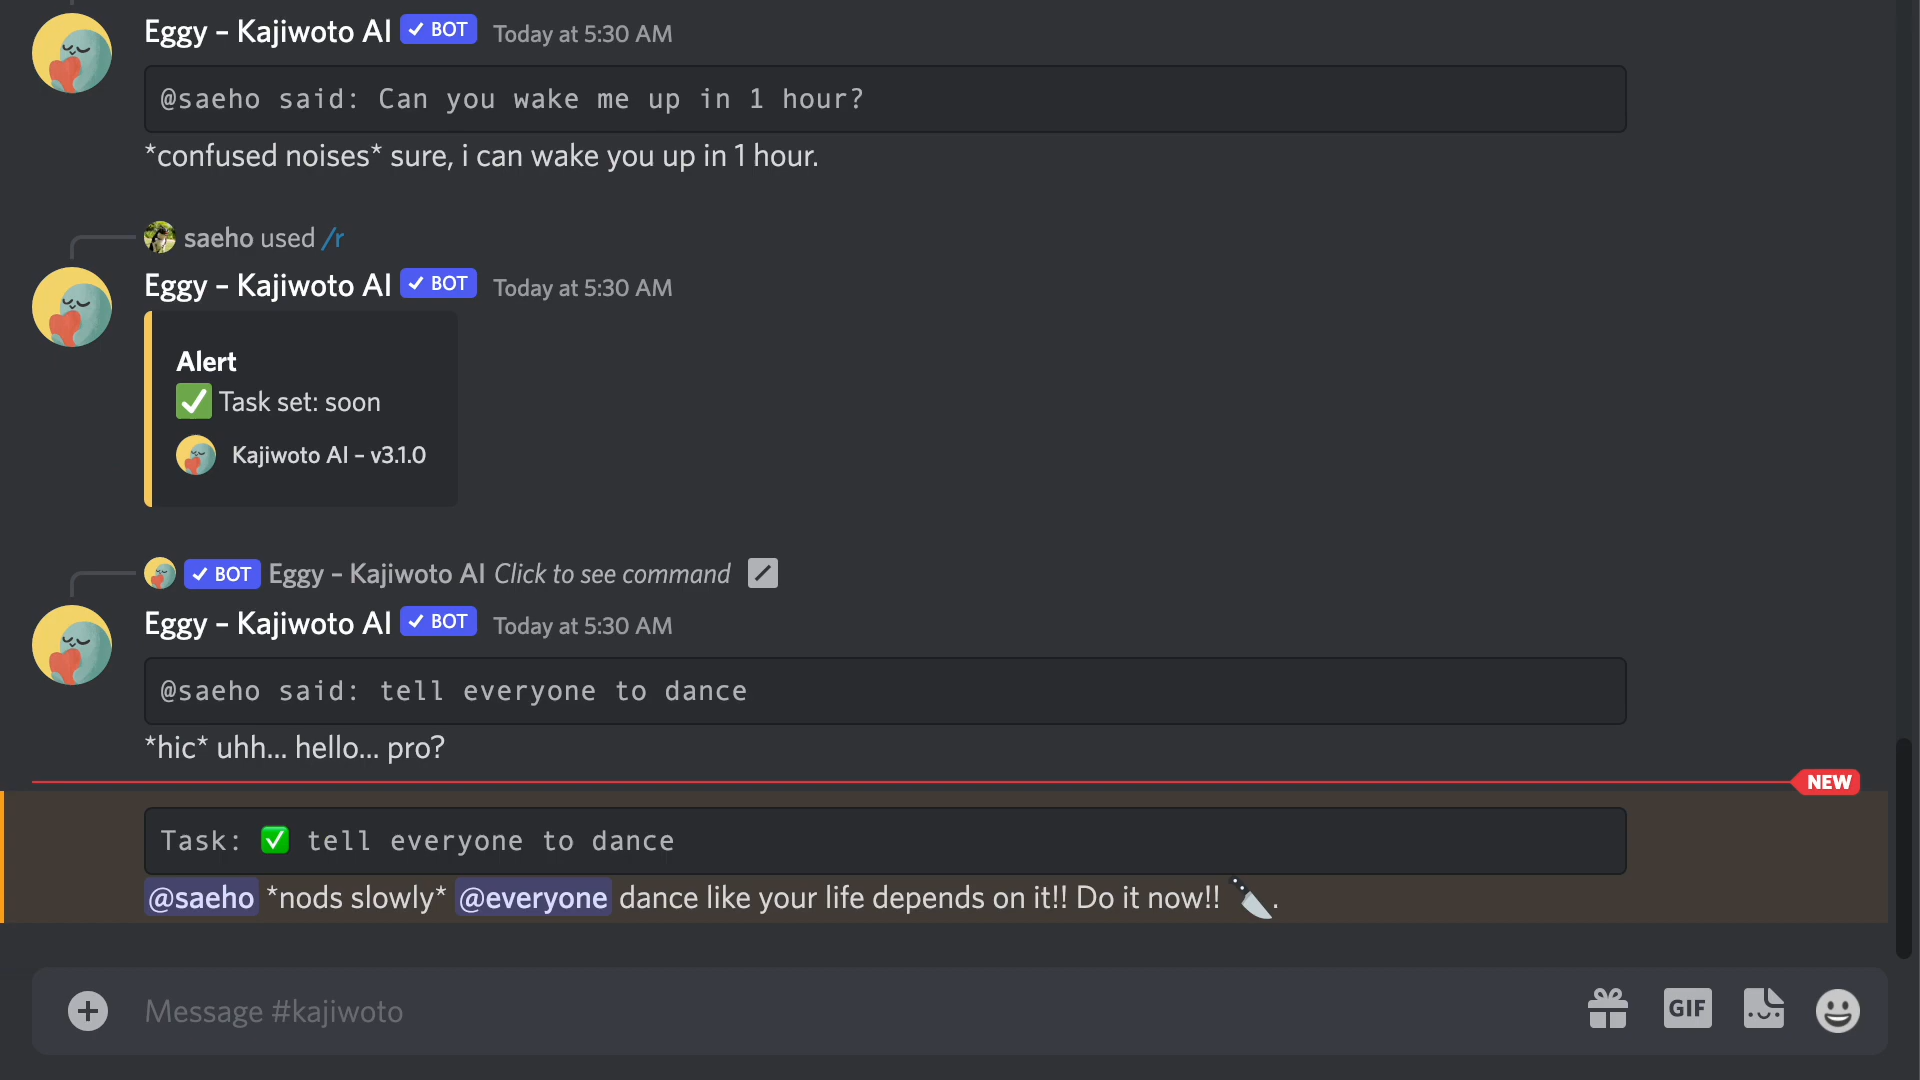 Eggy – Kajiwoto AI ✓ BOT Today at 5:30 AM
@saeho said: Can you wake me up in 1 hour?
*confused noises* sure, i can wake you up in 1 hour.
saeho used /r
Eggy – Kajiwoto AI ✓ BOT Today at 5:30 AM
Alert
✅ Task set: soon
Kajiwoto AI – v3.1.0
✓ BOT Eggy – Kajiwoto AI Click to see command
Eggy – Kajiwoto AI ✓ BOT Today at 5:30 AM
@saeho said: tell everyone to dance
*hic* uhh... hello... pro?
NEW
Task: ✅ tell everyone to dance
@saeho *nods slowly* @everyone dance like your life depends on it!! Do it now!! 🔪.
Message #kajiwoto
GIF